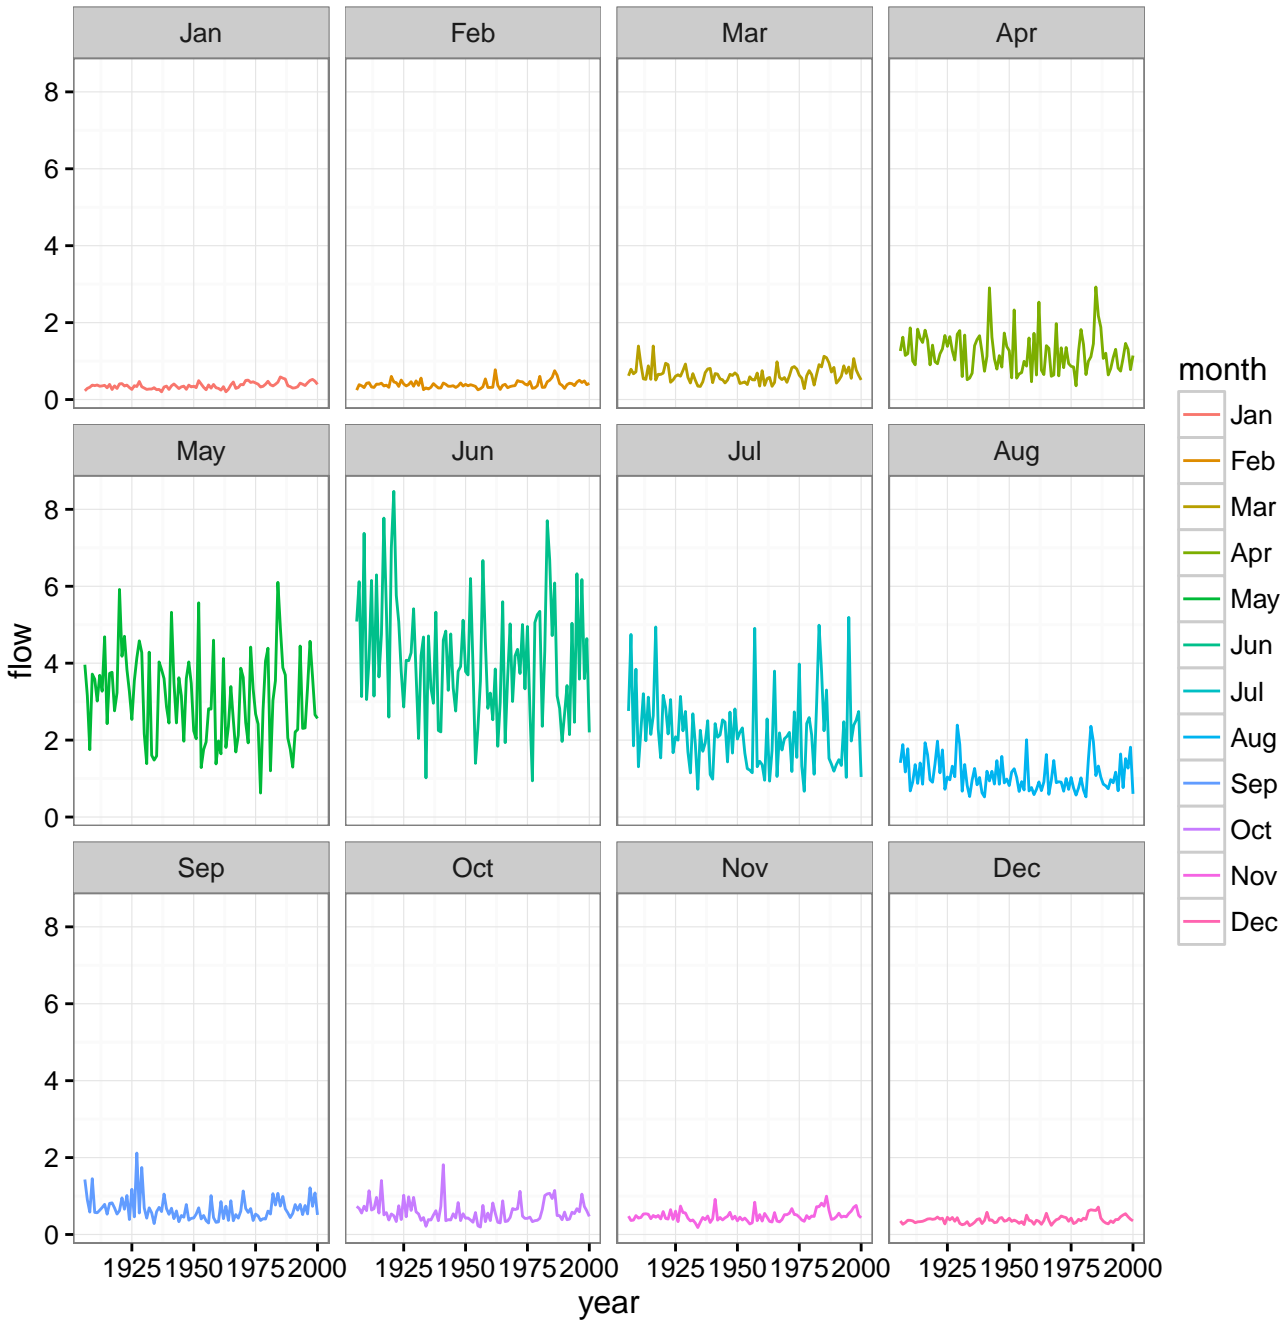 Jan Feb Mar Apr
8
6
4
2
0
May Jun Jul Aug
8
6
4
2
0
Sep Oct Nov Dec
8
6
4
2
0
1925 1950 1975 2000 1925 1950 1975 2000 1925 1950 1975 2000 1925 1950 1975 2000
year
flow
month
Jan
Feb
Mar
Apr
May
Jun
Jul
Aug
Sep
Oct
Nov
Dec